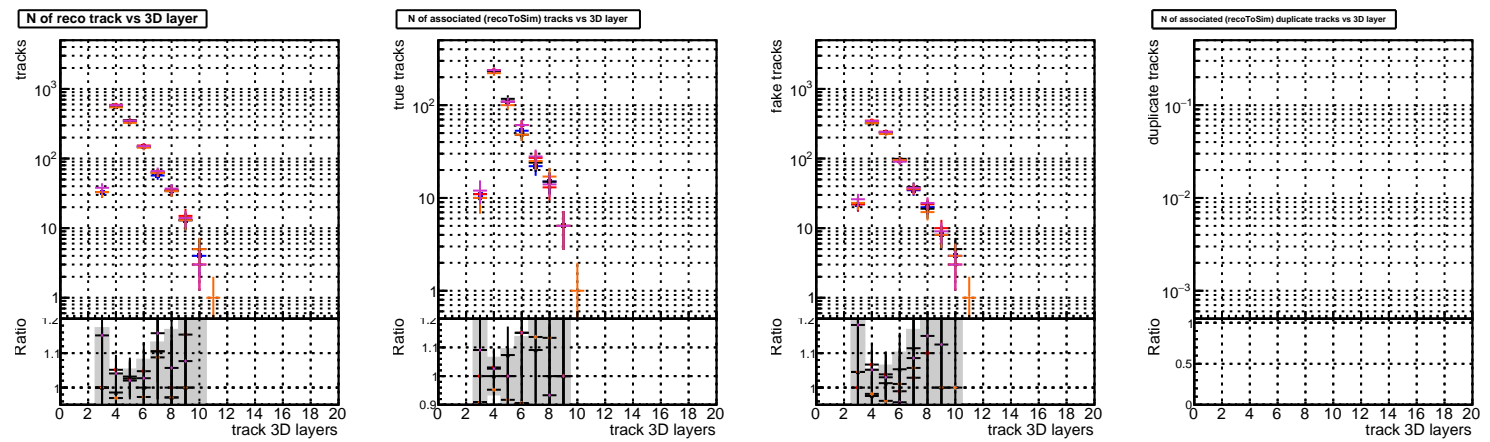 N of reco track vs 3D layer
tracks
10³
10²
10
1
Ratio
1.2
1.1
1
0 2 4 6 8 10 12 14 16 18 20
track 3D layers
N of associated (recoToSim) tracks vs 3D layer
true tracks
10²
10
1
Ratio
1.2
1.1
1
0.9
0 2 4 6 8 10 12 14 16 18 20
track 3D layers
fake tracks
10³
10²
10
1
Ratio
1.2
1.1
1
0 2 4 6 8 10 12 14 16 18 20
track 3D layers
N of associated (recoToSim) duplicate tracks vs 3D layer
duplicate tracks
10⁻¹
10⁻²
10⁻³
Ratio
1
0.5
0
0 2 4 6 8 10 12 14 16 18 20
track 3D layers